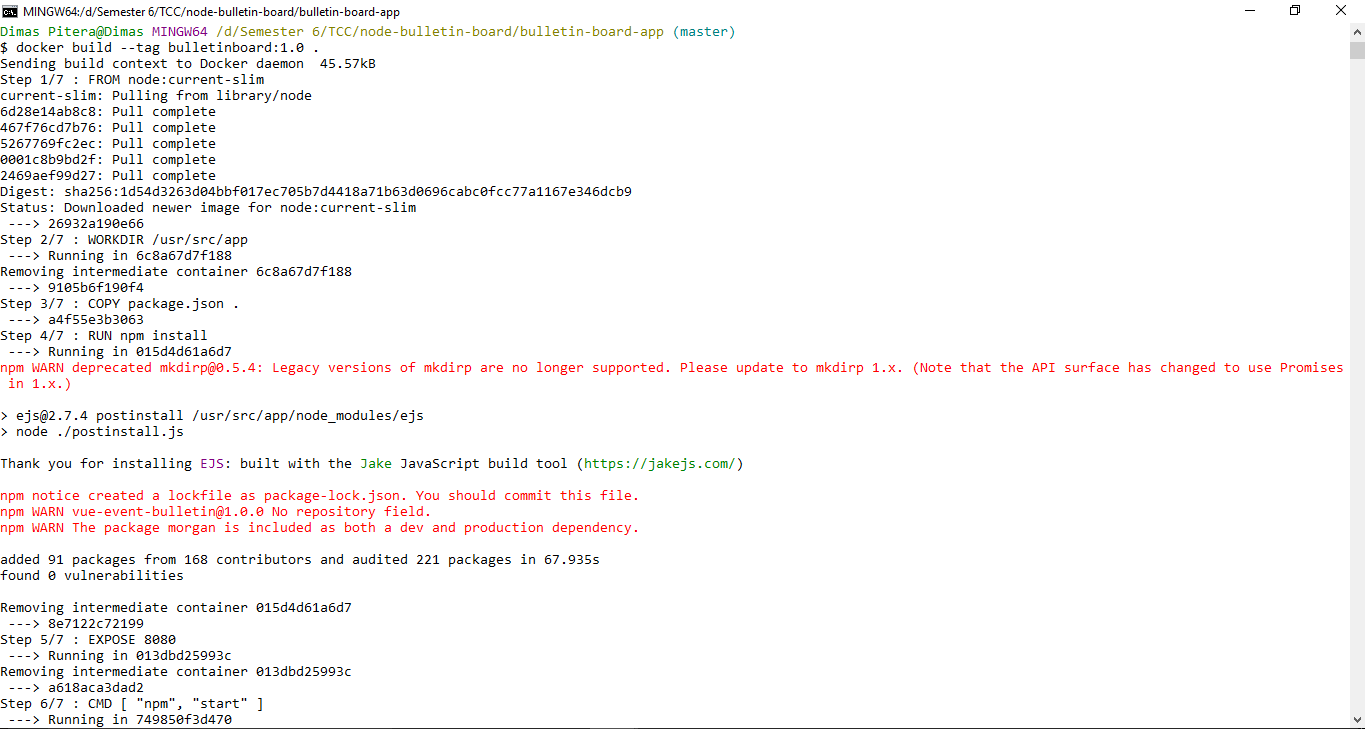 MINGW64:/d/Semester 6/TCC/node-bulletin-board/bulletin-board-app
Dimas Pitera@Dimas MINGW64 /d/Semester 6/TCC/node-bulletin-board/bulletin-board-app (master)
$ docker build --tag bulletinboard:1.0 .
Sending build context to Docker daemon  45.57kB
Step 1/7 : FROM node:current-slim
current-slim: Pulling from library/node
6d28e14ab8c8: Pull complete
467f76cd7b76: Pull complete
5267769fc2ec: Pull complete
0001c8b9bd2f: Pull complete
2469aef99d27: Pull complete
Digest: sha256:1d54d3263d04bbf017ec705b7d4418a71b63d0696cabc0fcc77a1167e346dcb9
Status: Downloaded newer image for node:current-slim
 ---> 26932a190e66
Step 2/7 : WORKDIR /usr/src/app
 ---> Running in 6c8a67d7f188
Removing intermediate container 6c8a67d7f188
 ---> 9105b6f190f4
Step 3/7 : COPY package.json .
 ---> a4f55e3b3063
Step 4/7 : RUN npm install
 ---> Running in 015d4d61a6d7
npm WARN deprecated mkdirp@0.5.4: Legacy versions of mkdirp are no longer supported. Please update to mkdirp 1.x. (Note that the API surface has changed to use Promises
 in 1.x.)
> ejs@2.7.4 postinstall /usr/src/app/node_modules/ejs
> node ./postinstall.js
Thank you for installing EJS: built with the Jake JavaScript build tool (https://jakejs.com/)
npm notice created a lockfile as package-lock.json. You should commit this file.
npm WARN vue-event-bulletin@1.0.0 No repository field.
npm WARN The package morgan is included as both a dev and production dependency.
added 91 packages from 168 contributors and audited 221 packages in 67.935s
found 0 vulnerabilities
Removing intermediate container 015d4d61a6d7
 ---> 8e7122c72199
Step 5/7 : EXPOSE 8080
 ---> Running in 013dbd25993c
Removing intermediate container 013dbd25993c
 ---> a618aca3dad2
Step 6/7 : CMD [ "npm", "start" ]
 ---> Running in 749850f3d470